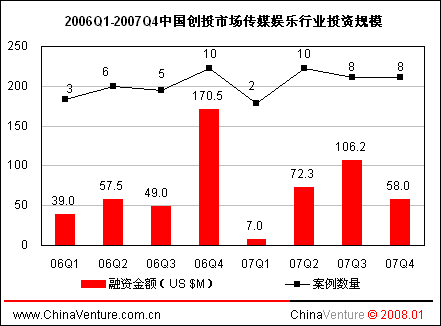 2006Q1-2007Q4中国创投市场传媒娱乐行业投资规模
250
200
150
100
50
0
3 6 5 10 2 10 8 8
39.0 57.5 49.0 170.5 7.0 72.3 106.2 58.0
06Q1 06Q2 06Q3 06Q4 07Q1 07Q2 07Q3 07Q4
融资金额（US $M） 案例数量
www.ChinaVenture.com.cn ChinaVenture © 2008.01